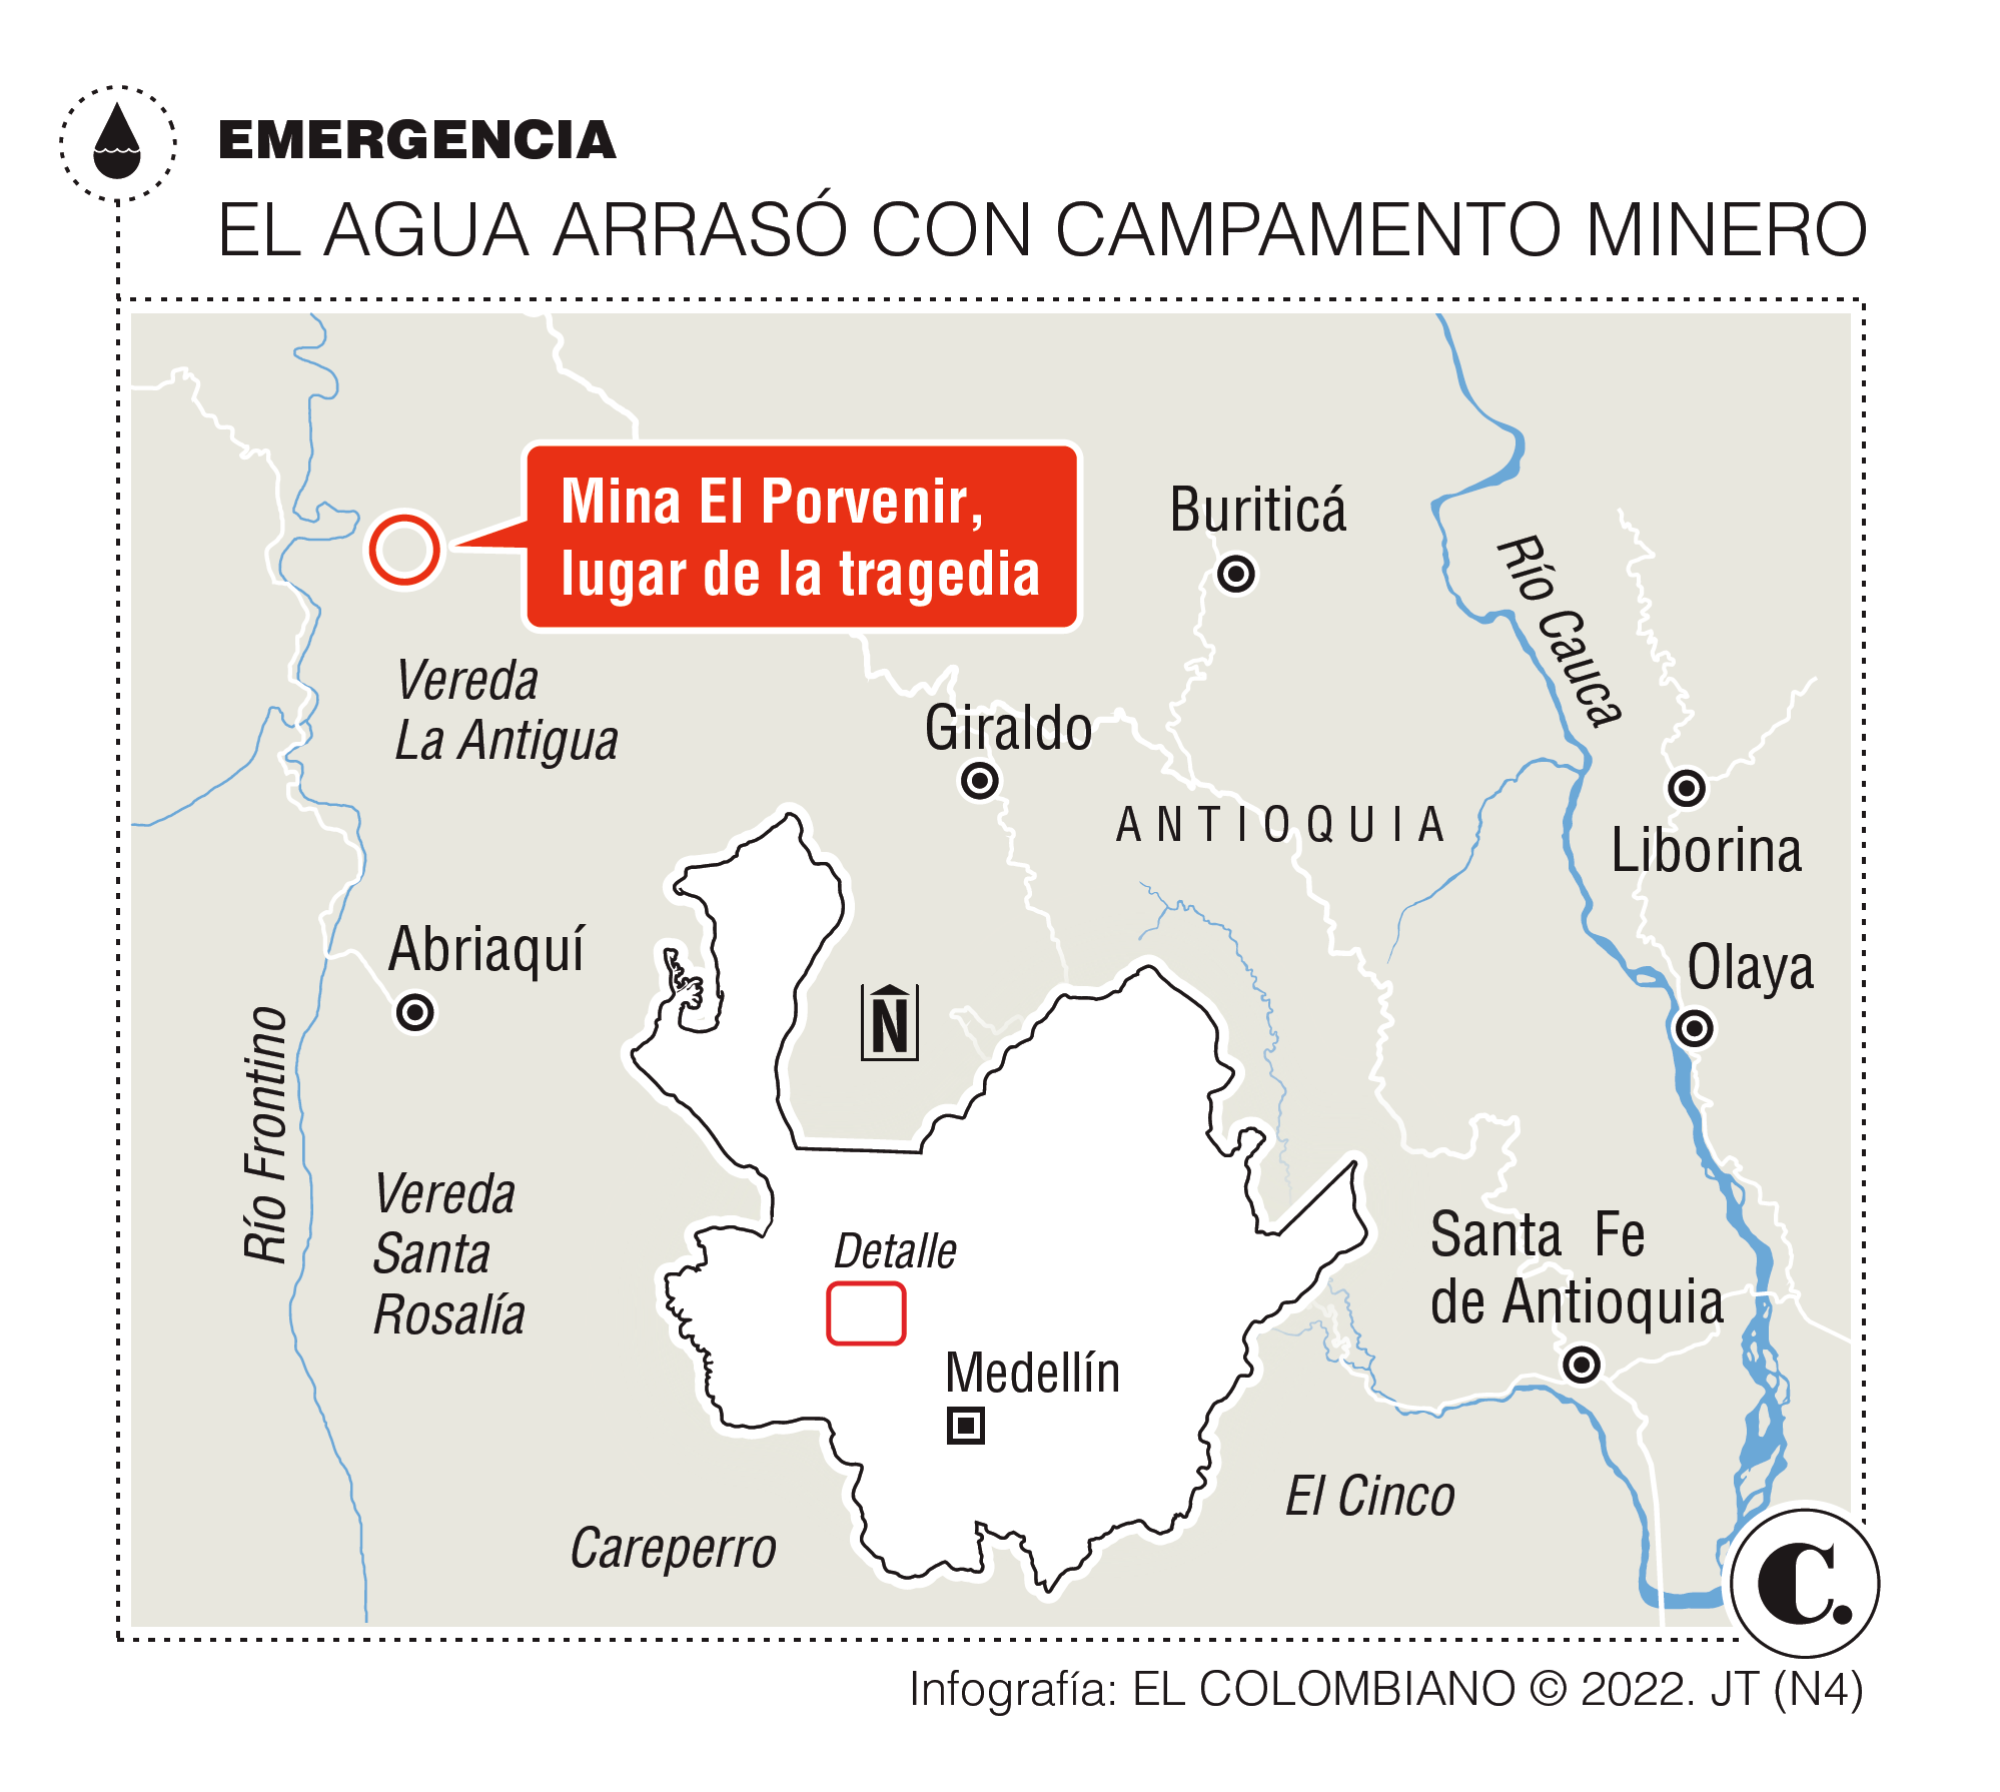 EMERGENCIA
EL AGUA ARRASÓ CON CAMPAMENTO MINERO
Mina El Porvenir,
lugar de la tragedia
Buriticá
Río Cauca
Vereda
La Antigua
Giraldo
ANTIOQUIA
Liborina
Abriaquí
Olaya
N
Río Frontino
Vereda
Santa
Rosalía
Detalle
Santa Fe
de Antioquia
Medellín
El Cinco
Careperro
C.
Infografía: EL COLOMBIANO © 2022. JT (N4)